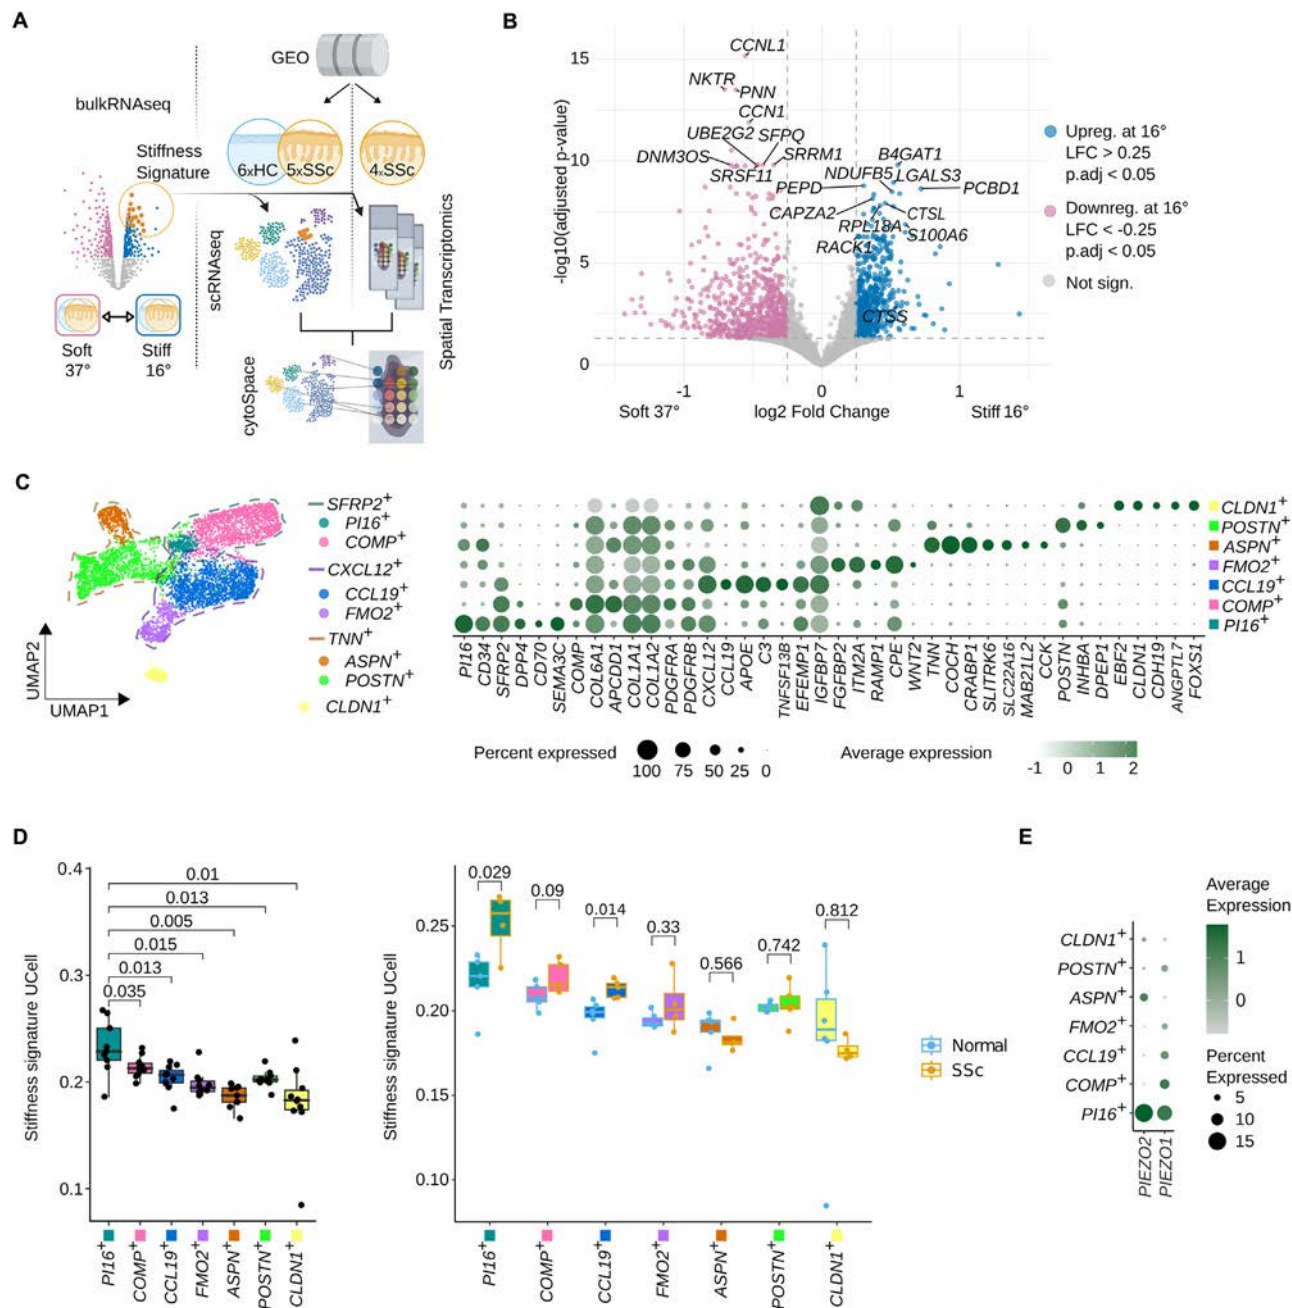 A
GEO
bulkRNAseq
Stiffness
Signature
6xHC
5xSSc
4xSSc
scRNAseq
Spatial Transcriptomics
Soft
37°
Stiff
16°
cytoSpace
B
-log10(adjusted p-value)
15
10
5
0
CCNL1
NKTR
PNN
CCN1
UBE2G2
SFPQ
DNM3OS
SRRM1
SRSF11
B4GAT1
NDUFB5
LGALS3
PEPD
PCBD1
CAPZA2
CTSL
RPL18A
S100A6
RACK1
CTSS
-1
0
1
Soft 37°
log2 Fold Change
Stiff 16°
Upreg. at 16°
LFC > 0.25
p.adj < 0.05
Downreg. at 16°
LFC < -0.25
p.adj < 0.05
Not sign.
C
UMAP2
UMAP1
SFRP2+
PI16+
COMP+
CXCL12+
CCL19+
FMO2+
TNN+
ASPN+
POSTN+
CLDN1+
CLDN1+
POSTN+
ASPN+
FMO2+
CCL19+
COMP+
PI16+
PI16
CD34
SFRP2
DPP4
CD70
SEMA3C
COMP
COL6A1
APCDD1
COL1A1
COL1A2
PDGFRA
PDGFRB
CXCL12
CCL19
APOE
C3
TNFSF13B
EFEMP1
IGFBP7
FGFBP2
ITM2A
RAMP1
CPE
WNT2
TNN
COCH
CRABP1
SLITRK6
SLC22A16
MAB21L2
CCK
POSTN
INHBA
DPEP1
EBF2
CLDN1
CDH19
ANGPTL7
FOXS1
Percent expressed
100 75 50 25 0
Average expression
-1 0 1 2
D
Stiffness signature UCell
0.4
0.3
0.2
0.1
0.01
0.013
0.005
0.015
0.013
0.035
PI16+
COMP+
CCL19+
FMO2+
ASPN+
POSTN+
CLDN1+
Stiffness signature UCell
0.25
0.20
0.15
0.10
0.029
0.09
0.014
0.33
0.566
0.742
0.812
PI16+
COMP+
CCL19+
FMO2+
ASPN+
POSTN+
CLDN1+
Normal
SSc
E
CLDN1+
POSTN+
ASPN+
FMO2+
CCL19+
COMP+
PI16+
PIEZO2
PIEZO1
Average
Expression
1
0
Percent
Expressed
5
10
15